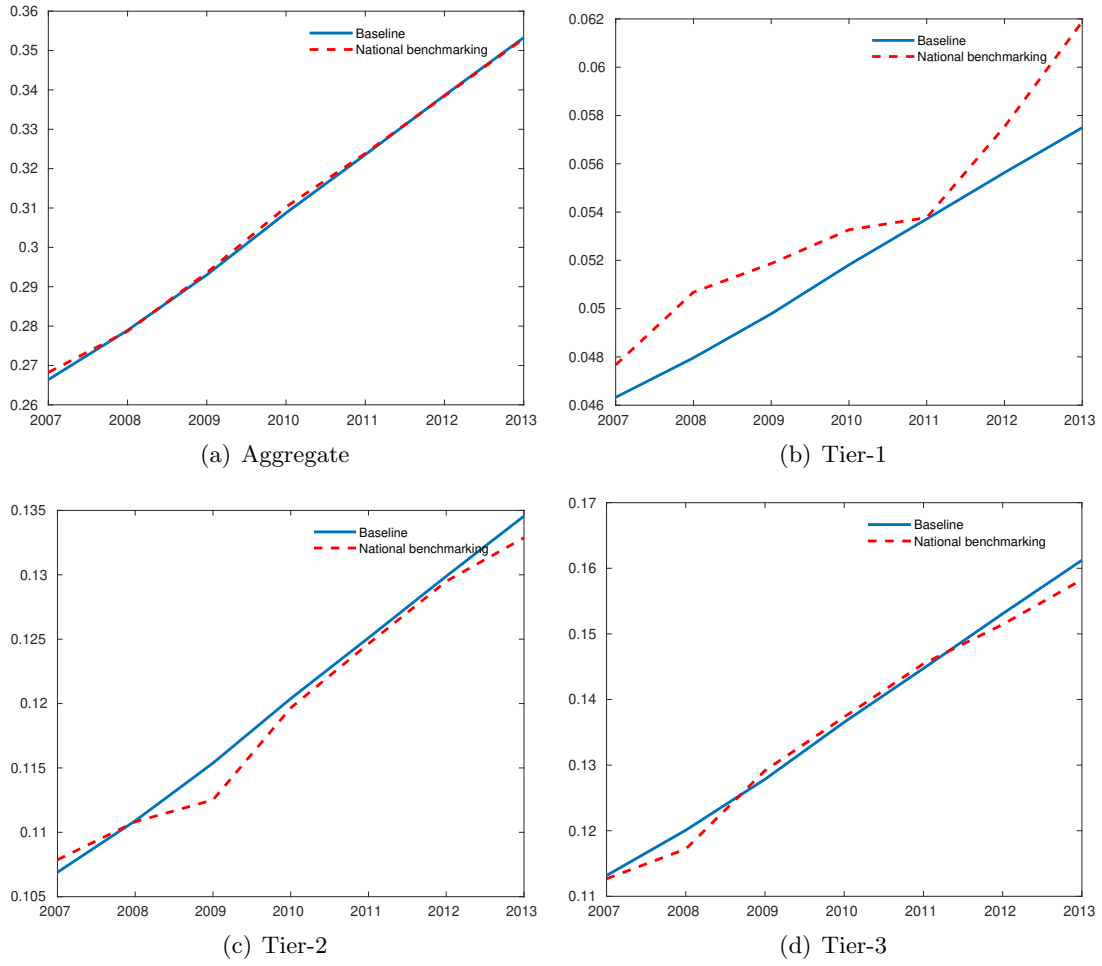 0.36
0.35
0.34
0.33
0.32
0.31
0.3
0.29
0.28
0.27
0.26
Baseline
National benchmarking
2007 2008 2009 2010 2011 2012 2013
(a) Aggregate
0.062
0.06
0.058
0.056
0.054
0.052
0.05
0.048
0.046
Baseline
National benchmarking
2007 2008 2009 2010 2011 2012 2013
(b) Tier-1
0.135
0.13
0.125
0.12
0.115
0.11
0.105
Baseline
National benchmarking
2007 2008 2009 2010 2011 2012 2013
(c) Tier-2
0.17
0.16
0.15
0.14
0.13
0.12
0.11
Baseline
National benchmarking
2007 2008 2009 2010 2011 2012 2013
(d) Tier-3